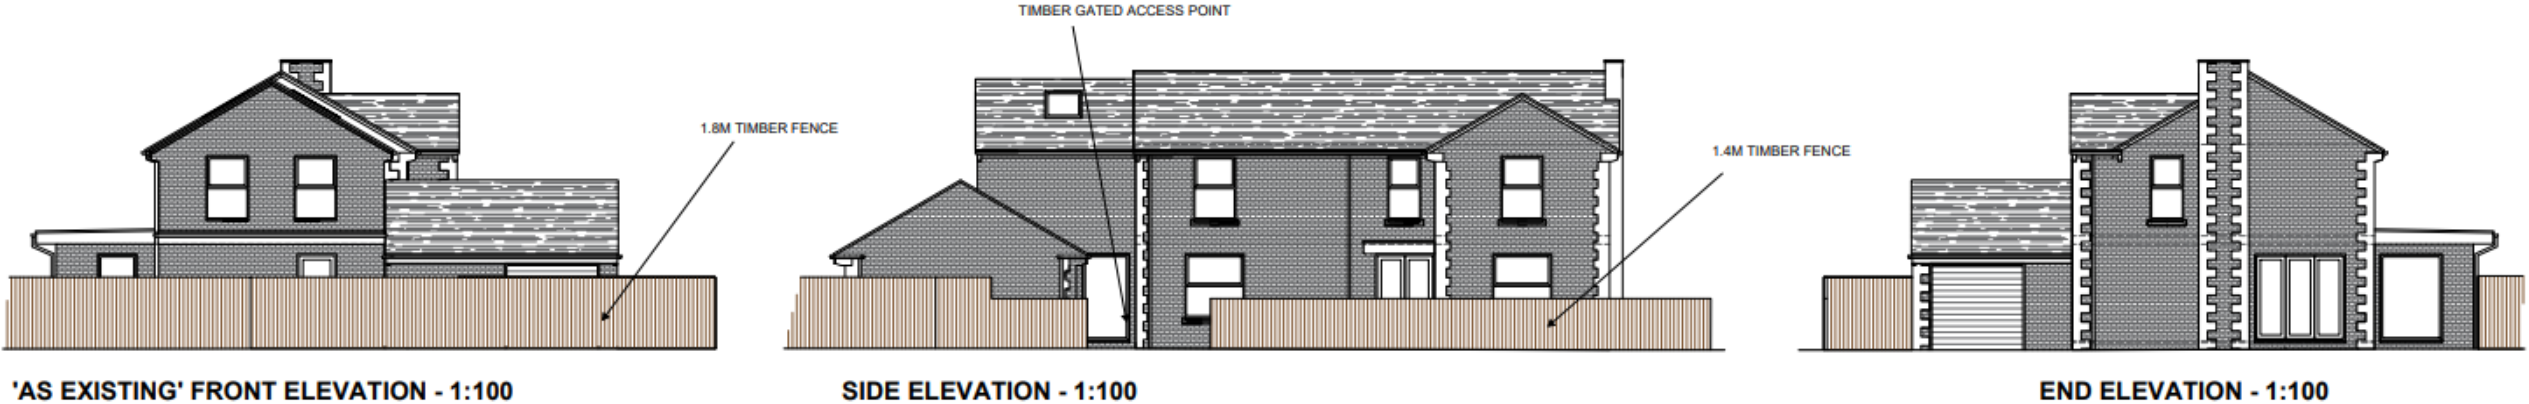 TIMBER GATED ACCESS POINT
1.8M TIMBER FENCE
1.4M TIMBER FENCE
'AS EXISTING' FRONT ELEVATION - 1:100
SIDE ELEVATION - 1:100
END ELEVATION - 1:100